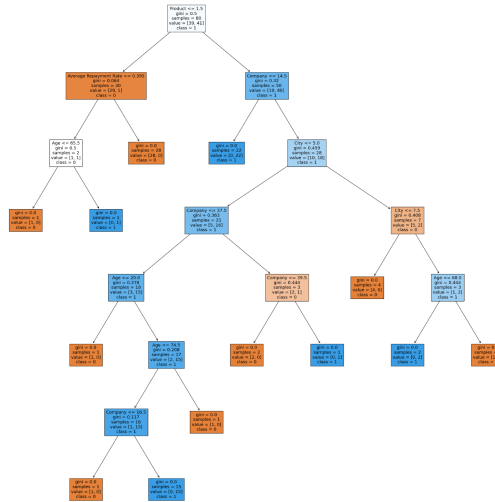 Product <= 1.5
gini = 0.5
samples = 80
value = [39, 41]
class = 1
Average Repayment Rate <= 0.395
gini = 0.064
samples = 30
value = [29, 1]
class = 0
Company <= 14.5
gini = 0.32
samples = 50
value = [10, 40]
class = 1
Age <= 65.5
gini = 0.5
samples = 2
value = [1, 1]
class = 0
gini = 0.0
samples = 28
value = [28, 0]
class = 0
gini = 0.0
samples = 22
value = [0, 22]
class = 1
City <= 5.0
gini = 0.459
samples = 28
value = [10, 18]
class = 1
gini = 0.0
samples = 1
value = [1, 0]
class = 0
gini = 0.0
samples = 1
value = [0, 1]
class = 1
Company <= 37.5
gini = 0.363
samples = 21
value = [5, 16]
class = 1
City <= 7.5
gini = 0.408
samples = 7
value = [5, 2]
class = 0
Age <= 20.0
gini = 0.278
samples = 18
value = [3, 15]
class = 1
Company <= 39.5
gini = 0.444
samples = 3
value = [2, 1]
class = 0
gini = 0.0
samples = 4
value = [4, 0]
class = 0
Age <= 68.0
gini = 0.444
samples = 3
value = [1, 2]
class = 1
gini = 0.0
samples = 1
value = [1, 0]
class = 0
Age <= 74.5
gini = 0.208
samples = 17
value = [2, 15]
class = 1
gini = 0.0
samples = 2
value = [2, 0]
class = 0
gini = 0.0
samples = 1
value = [0, 1]
class = 1
gini = 0.0
samples = 2
value = [0, 2]
class = 1
Company <= 16.5
gini = 0.117
samples = 16
value = [1, 15]
class = 1
gini = 0.0
samples = 1
value = [1, 0]
class = 0
gini = 0.0
samples = 1
value = [1, 0]
class = 0
gini = 0.0
samples = 15
value = [0, 15]
class = 1